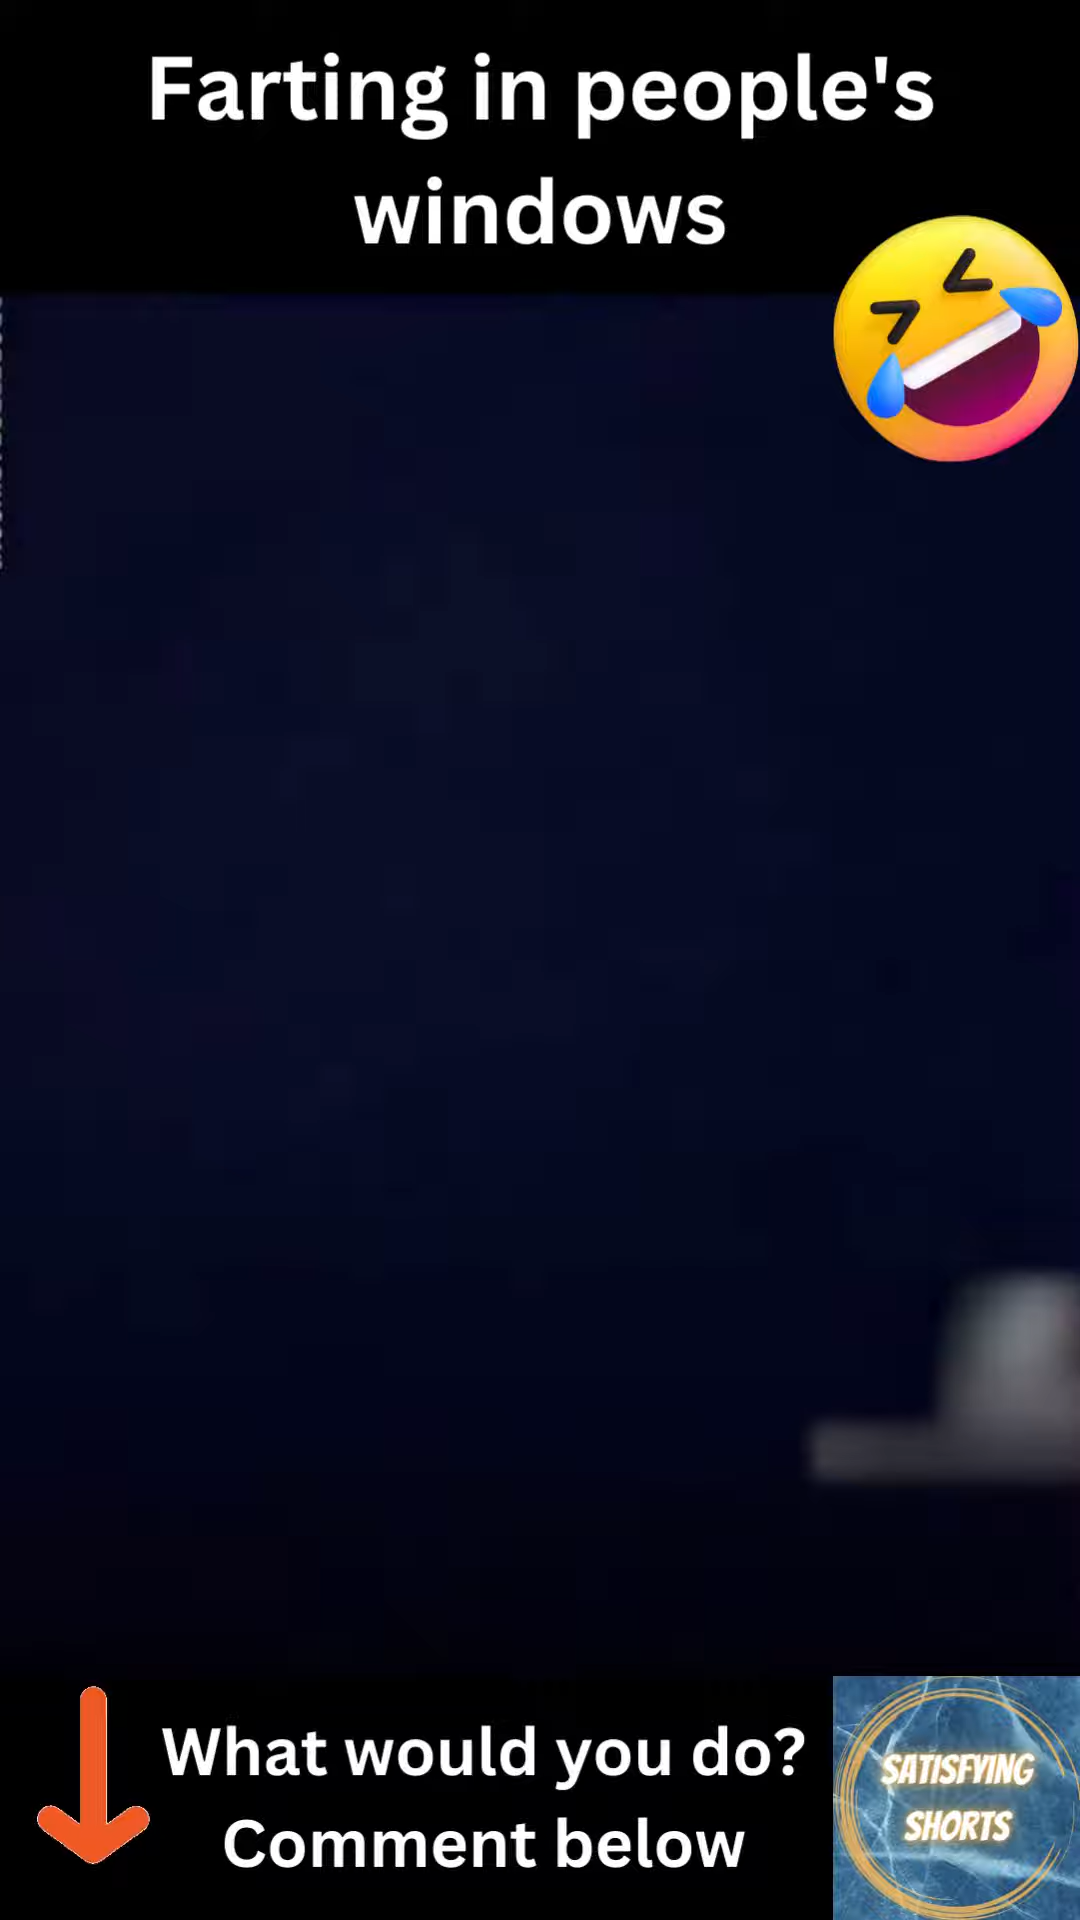 Farting in people's
windows
What would you do?
Comment below
SATISFYING
SHORTS